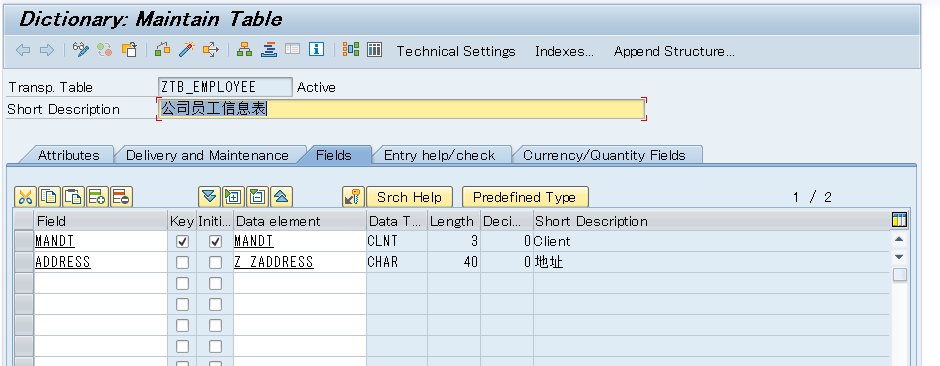 Dictionary: Maintain Table
Technical Settings Indexes... Append Structure...
Transp. Table ZTB_EMPLOYEE Active
Short Description 公司员工信息表
Attributes Delivery and Maintenance Fields Entry help/check Currency/Quantity Fields
Srch Help Predefined Type 1 / 2
Field Key Initi... Data element Data T... Length Deci... Short Description
MANDT MANDT CLNT 3 0 Client
ADDRESS Z_ZADDRESS CHAR 40 0 地址